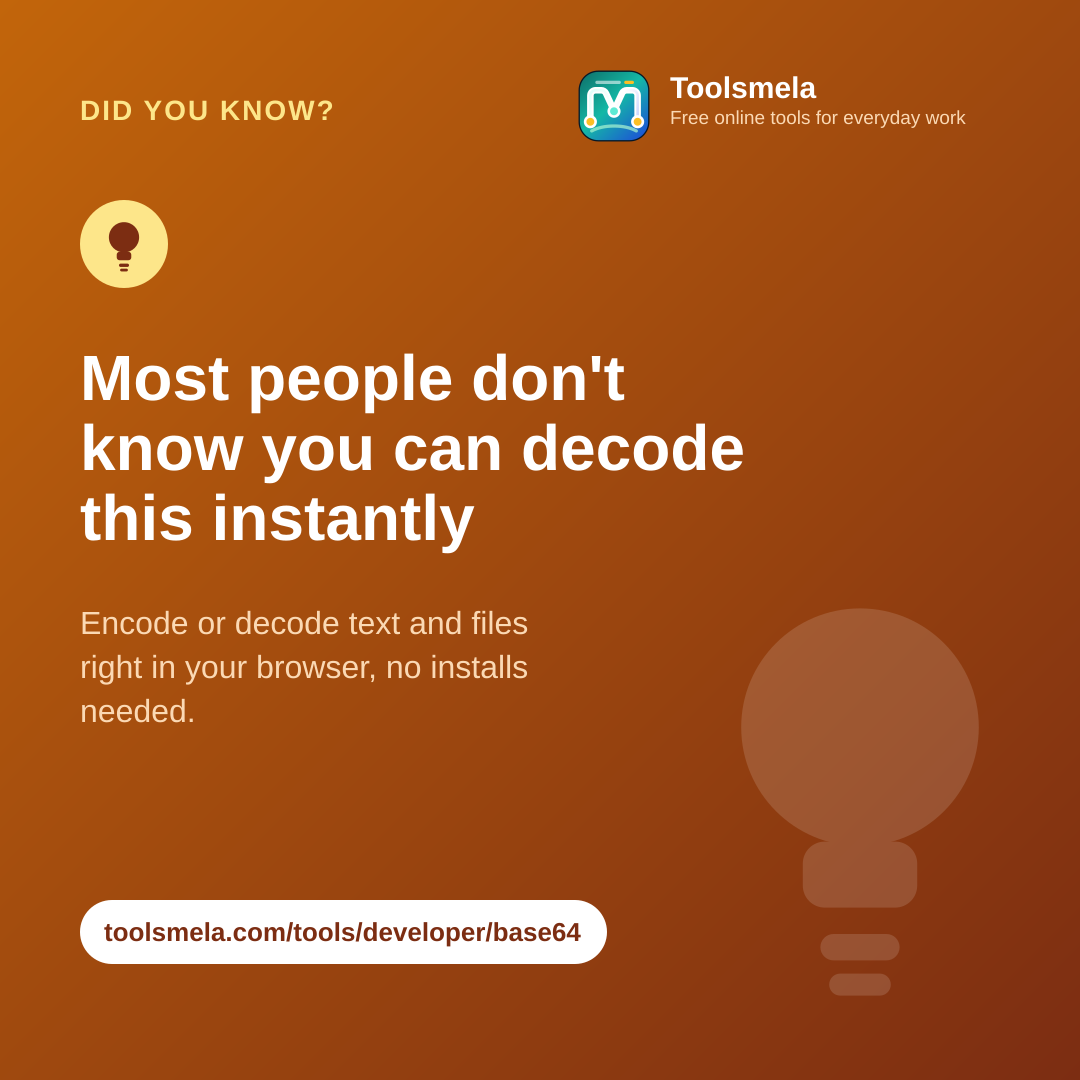 DID YOU KNOW?
Toolsmela
Free online tools for everyday work
Most people don't
know you can decode
this instantly
Encode or decode text and files
right in your browser, no installs
needed.
toolsmela.com/tools/developer/base64